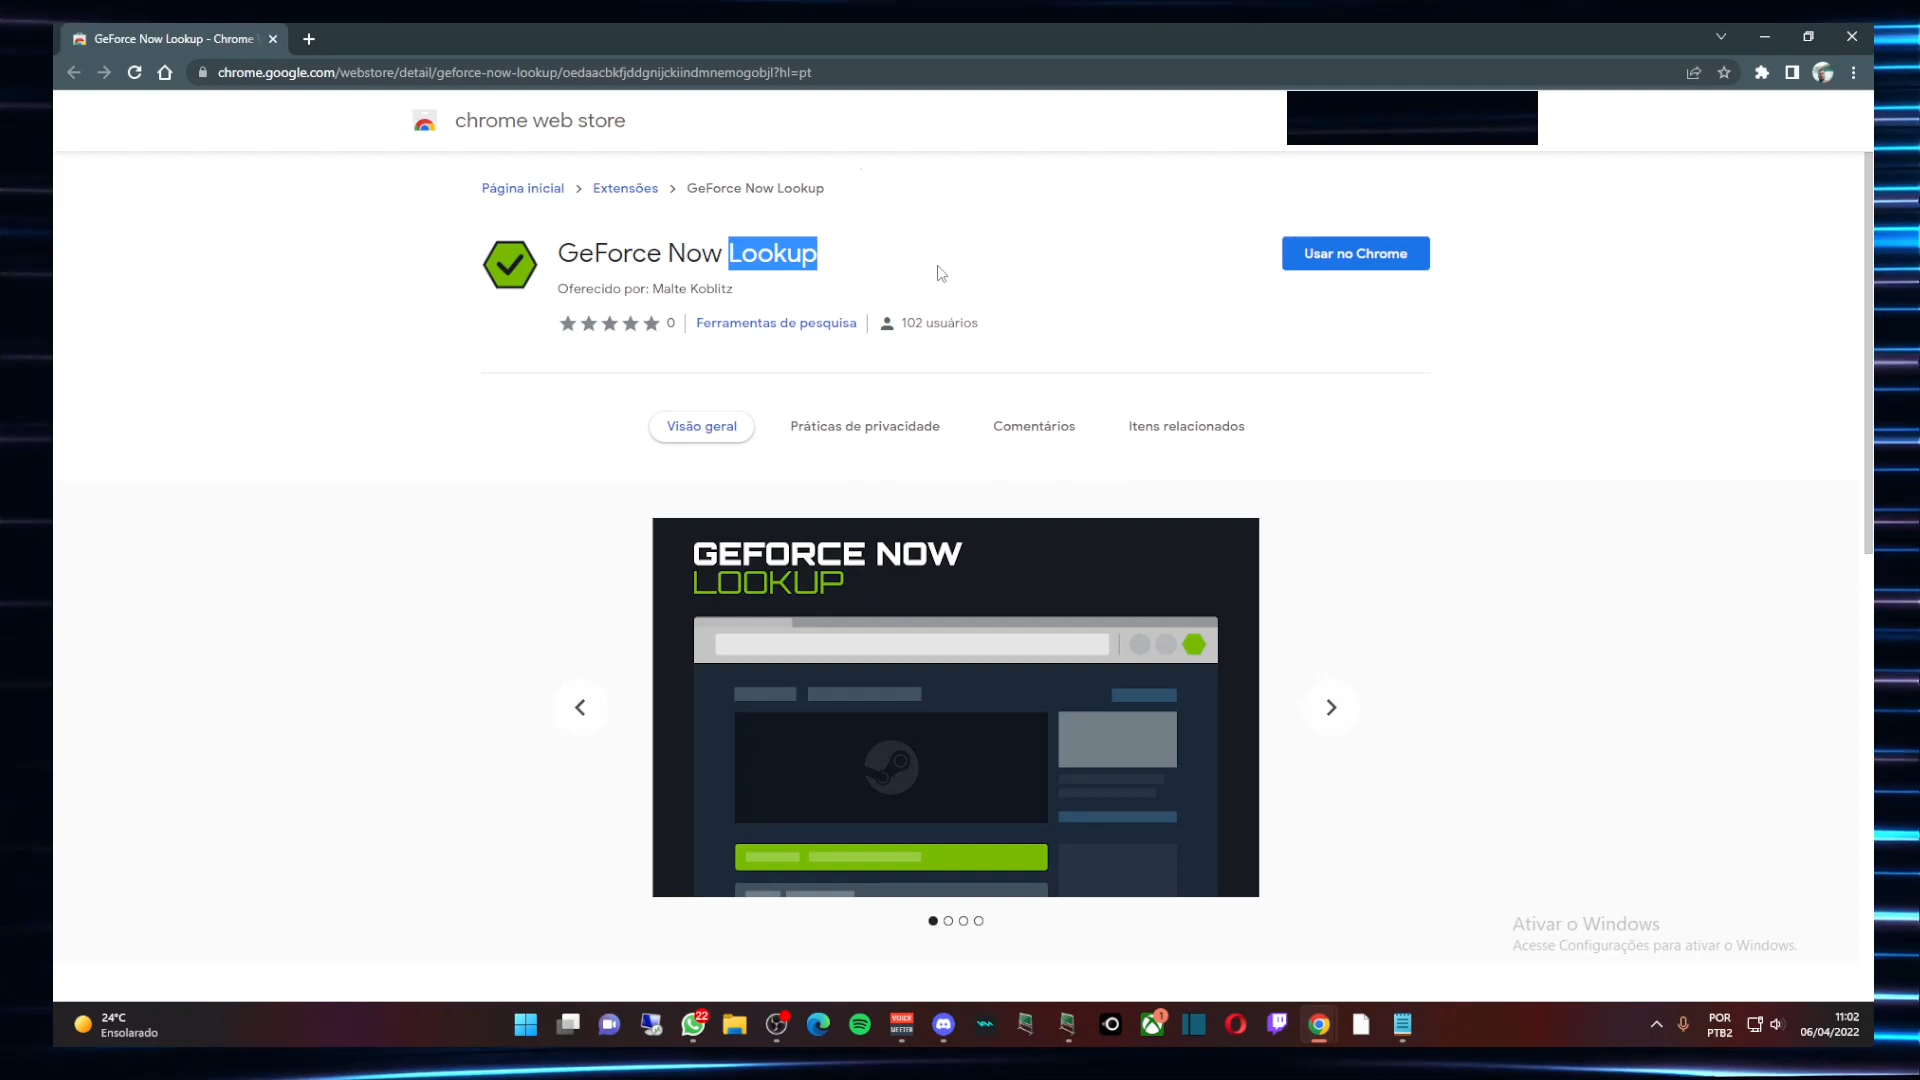 GeForce Now Lookup - Chrome
chrome.google.com/webstore/detail/geforce-now-lookup/oedaacbkfjddgnijckiindmnemogobjl?hl=pt
chrome web store
Página inicial > Extensões > GeForce Now Lookup
GeForce Now Lookup
Usar no Chrome
Oferecido por: Malte Koblitz
0 Ferramentas de pesquisa 102 usuários
Visão geral Práticas de privacidade Comentários Itens relacionados
GEFORCE NOW
LOOKUP
Ativar o Windows
Acesse Configurações para ativar o Windows.
24°C
Ensolarado
22
VOICE
MEETER
1
POR
PTB2
11:02
06/04/2022